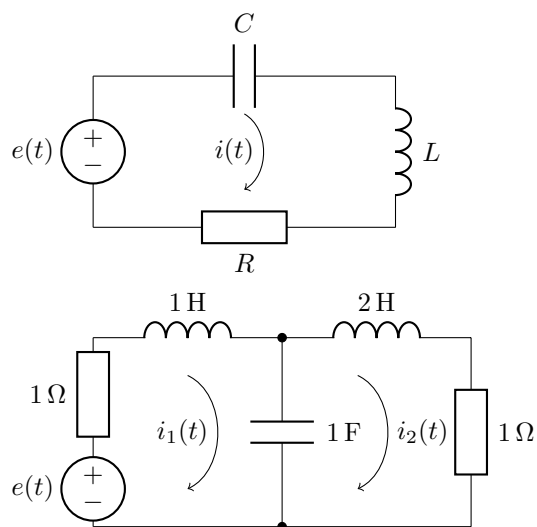 C
+
e(t)
−
i(t)
L
R
1 H
2 H
1 Ω
i₁(t)
1 F
i₂(t)
1 Ω
+
e(t)
−